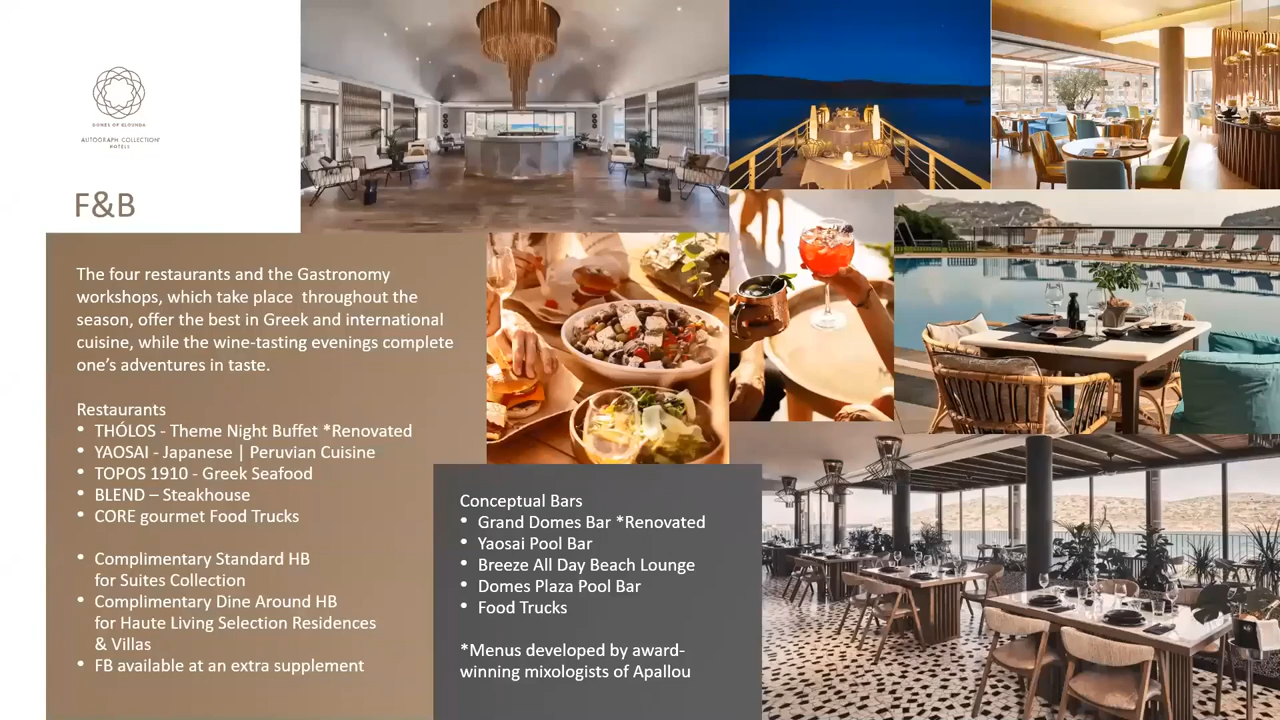 DOMES OF ELOUNDA
AUTOGRAPH COLLECTION®
HOTELS
F&B
The four restaurants and the Gastronomy
workshops, which take place throughout the
season, offer the best in Greek and international
cuisine, while the wine-tasting evenings complete
one’s adventures in taste.
Restaurants
• THÓLOS - Theme Night Buffet *Renovated
• YAOSAI - Japanese | Peruvian Cuisine
• TOPOS 1910 - Greek Seafood
• BLEND – Steakhouse
• CORE gourmet Food Trucks
• Complimentary Standard HB
for Suites Collection
• Complimentary Dine Around HB
for Haute Living Selection Residences
& Villas
• FB available at an extra supplement
Conceptual Bars
• Grand Domes Bar *Renovated
• Yaosai Pool Bar
• Breeze All Day Beach Lounge
• Domes Plaza Pool Bar
• Food Trucks
*Menus developed by award-
winning mixologists of Apallou